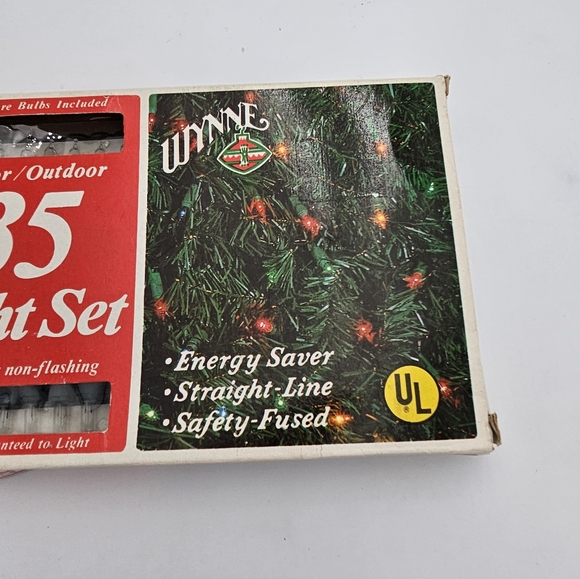 re Bulbs Included
r/Outdoor
35
ht Set
non-flashing
nteed to Light
WYNNE
• Energy Saver
• Straight-Line
• Safety-Fused
UL
®